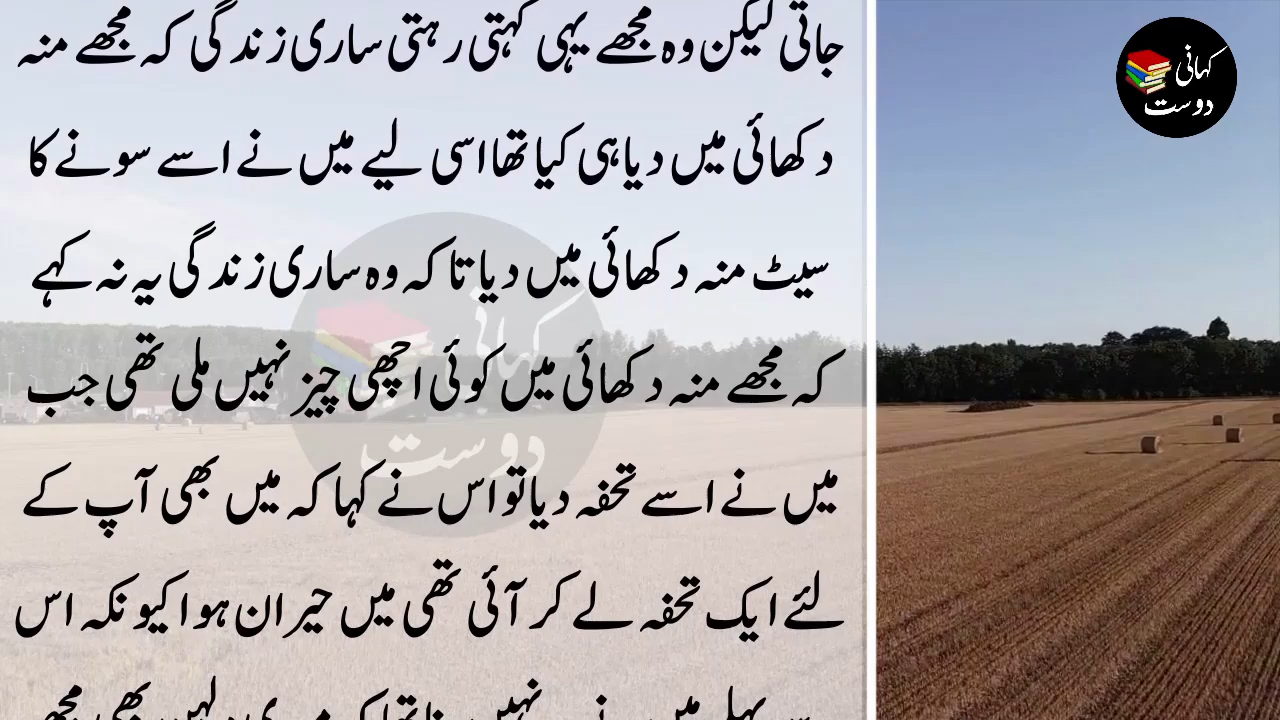 جاتی لیکن وہ مجھے یہی کہتی رہتی ساری زندگی کہ مجھے منہ
دکھائی میں دیا ہی کیا تھا اسی لیے میں نے اسے سونے کا
سیٹ منہ دکھائی میں دیا تا کہ وہ ساری زندگی یہ نہ کہے
کہ مجھے منہ دکھائی میں کوئی اچھی چیز نہیں ملی تھی جب
میں نے اسے تحفہ دیا تو اس نے کہا کہ میں بھی آپ کے
لئے ایک تحفہ لے کر آئی تھی میں حیران ہوا کیونکہ اس
کہانی
دوست
کہانی
دوست